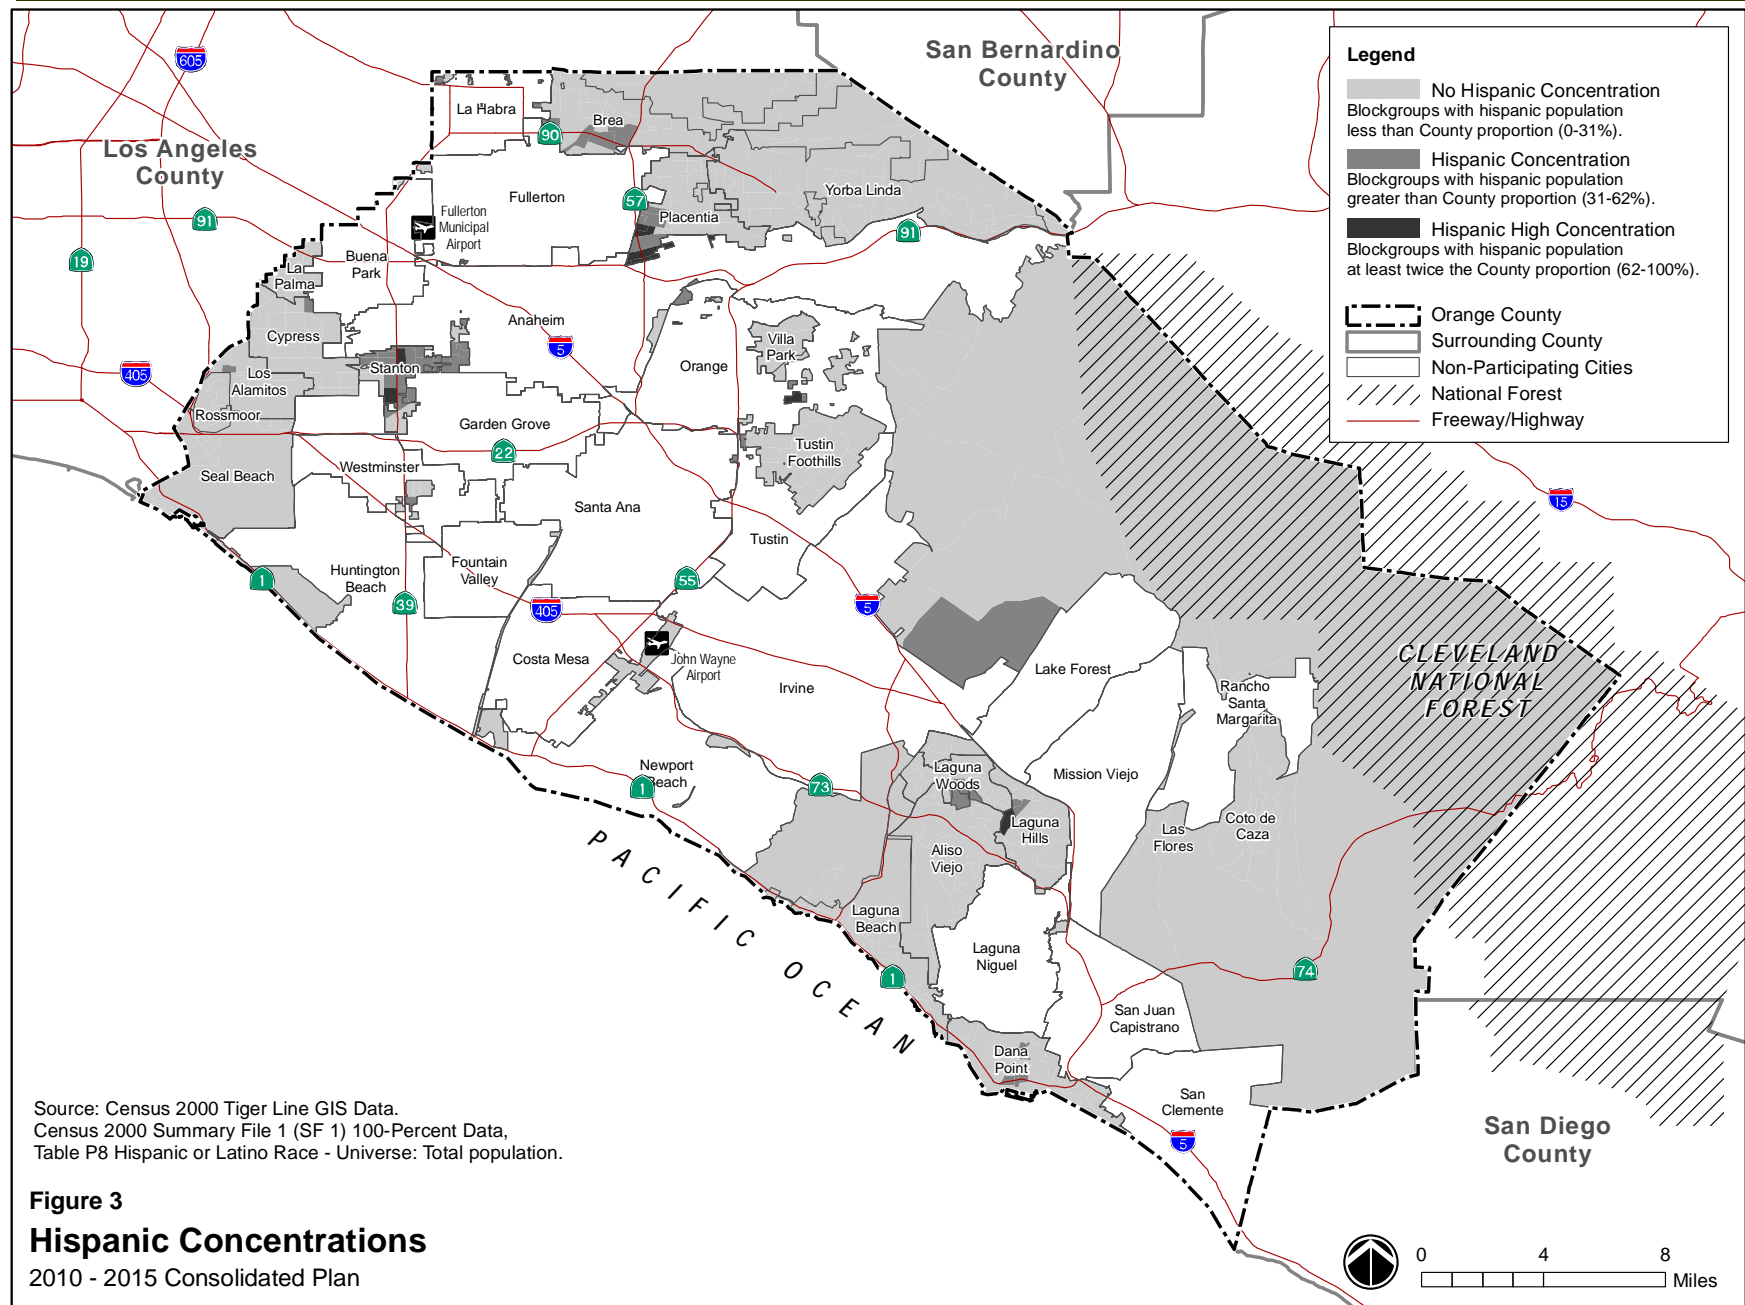 605
San Bernardino
County
Los Angeles
County
La Habra
90
Brea
Fullerton
57
Yorba Linda
Placentia
91
91
19
Fullerton
Municipal
Airport
Buena
Park
La
Palma
Cypress
Anaheim
5
Villa
Park
Orange
Stanton
405
Los
Alamitos
Rossmoor
Garden Grove
22
Tustin
Foothills
Seal Beach
Westminster
Santa Ana
Tustin
15
Huntington
Beach
Fountain
Valley
1
39
405
55
5
Costa Mesa
John Wayne
Airport
Irvine
Lake Forest
Rancho
Santa
Margarita
CLEVELAND
NATIONAL
FOREST
Newport
Beach
1
73
Laguna
Woods
Mission Viejo
Laguna
Hills
Las
Flores
Coto de
Caza
Aliso
Viejo
Laguna
Beach
Laguna
Niguel
1
74
San Juan
Capistrano
Dana
Point
San
Clemente
5
San Diego
County
PACIFIC OCEAN
Legend
No Hispanic Concentration
Blockgroups with hispanic population
less than County proportion (0-31%).
Hispanic Concentration
Blockgroups with hispanic population
greater than County proportion (31-62%).
Hispanic High Concentration
Blockgroups with hispanic population
at least twice the County proportion (62-100%).
Orange County
Surrounding County
Non-Participating Cities
National Forest
Freeway/Highway
Source: Census 2000 Tiger Line GIS Data.
Census 2000 Summary File 1 (SF 1) 100-Percent Data,
Table P8 Hispanic or Latino Race - Universe: Total population.
Figure 3
Hispanic Concentrations
2010 - 2015 Consolidated Plan
0 4 8
Miles